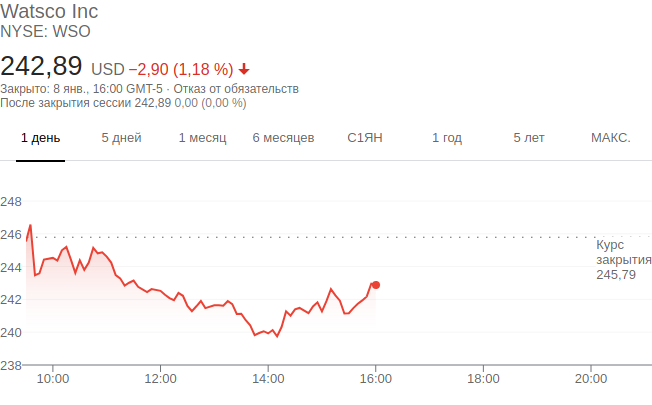 Watsco Inc
NYSE: WSO
242,89 USD −2,90 (1,18 %)
Закрыто: 8 янв., 16:00 GMT-5 · Отказ от обязательств
После закрытия сессии 242,89 0,00 (0,00 %)
1 день 5 дней 1 месяц 6 месяцев С1ЯН 1 год 5 лет МАКС.
248
246
Курс
закрытия
245,79
244
242
240
238
10:00 12:00 14:00 16:00 18:00 20:00